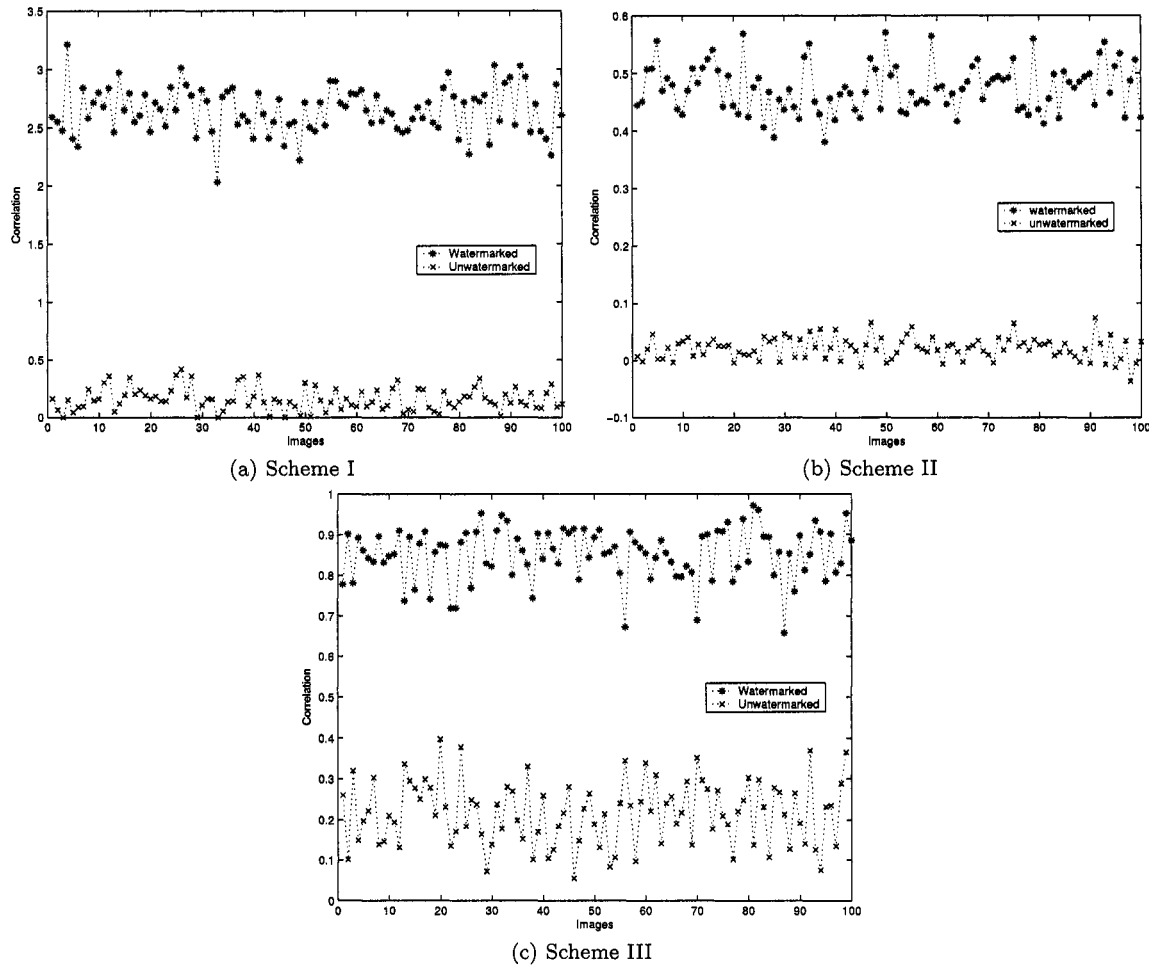 3.5
3
2.5
2
1.5
1
0.5
0
Correlation
Watermarked
Unwatermarked
0 10 20 30 40 50 60 70 80 90 100
Images
(a) Scheme I
0.6
0.5
0.4
0.3
0.2
0.1
0
−0.1
Correlation
watermarked
unwatermarked
0 10 20 30 40 50 60 70 80 90 100
Images
(b) Scheme II
1
0.9
0.8
0.7
0.6
0.5
0.4
0.3
0.2
0.1
0
Correlation
Watermarked
Unwatermarked
0 10 20 30 40 50 60 70 80 90 100
Images
(c) Scheme III